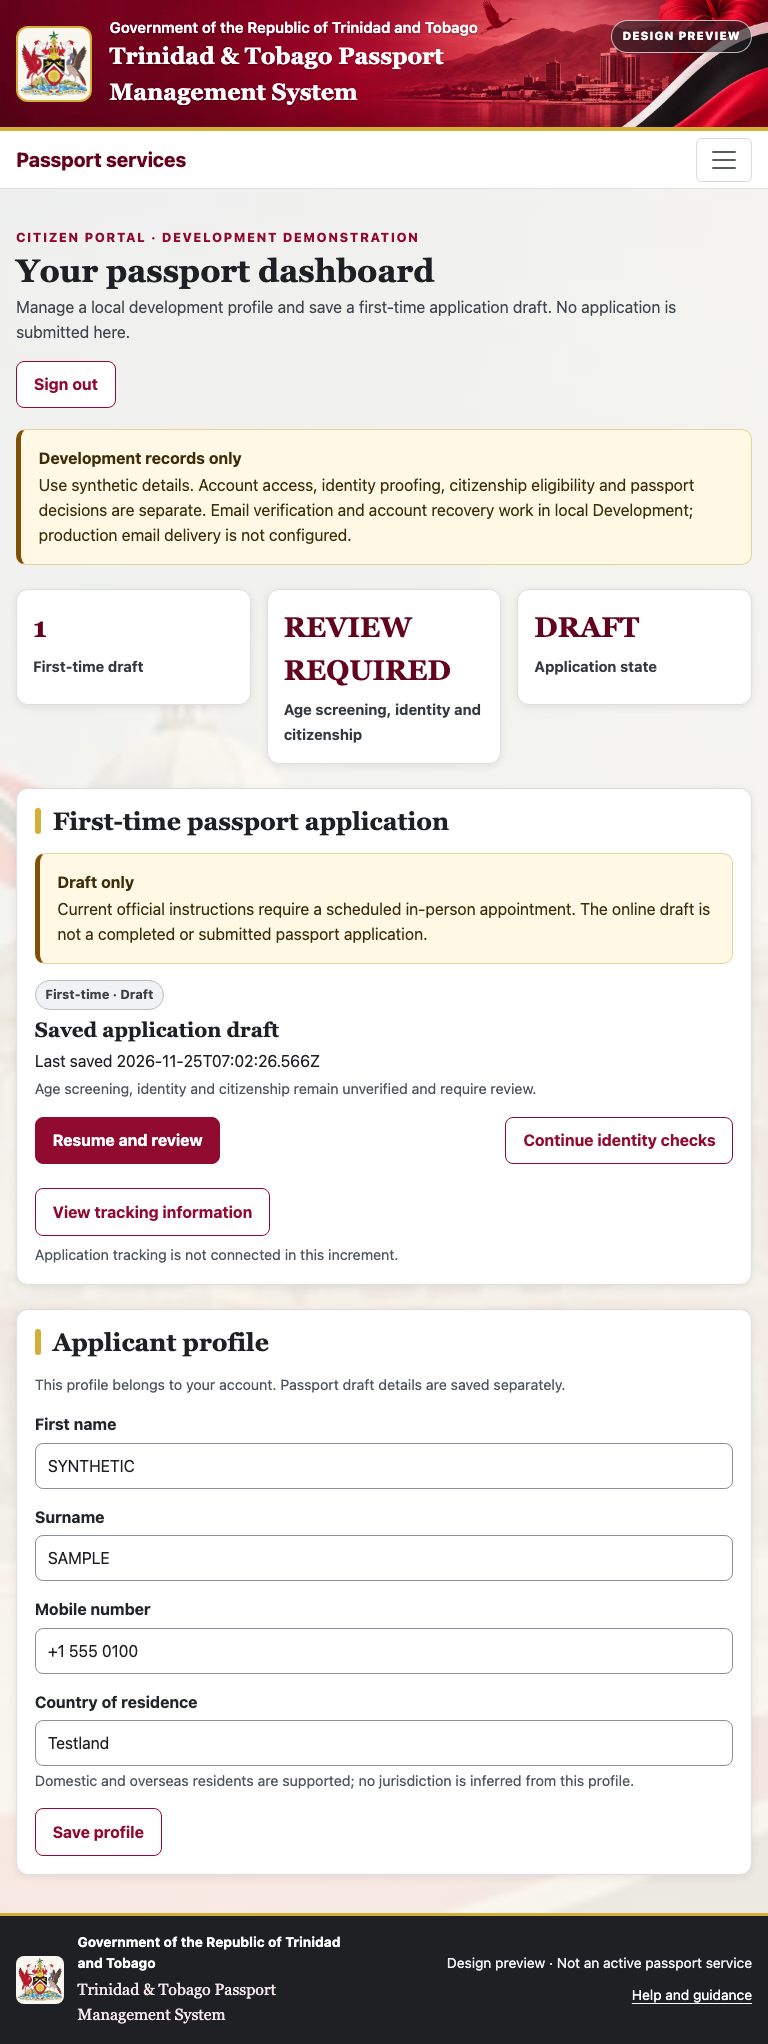 Government of the Republic of Trinidad and Tobago
Trinidad & Tobago Passport
Management System
DESIGN PREVIEW
Passport services
CITIZEN PORTAL · DEVELOPMENT DEMONSTRATION
Your passport dashboard
Manage a local development profile and save a first-time application draft. No application is
submitted here.
Sign out
Development records only
Use synthetic details. Account access, identity proofing, citizenship eligibility and passport
decisions are separate. Email verification and account recovery work in local Development;
production email delivery is not configured.
1
First-time draft
REVIEW
REQUIRED
Age screening, identity and
citizenship
DRAFT
Application state
First-time passport application
Draft only
Current official instructions require a scheduled in-person appointment. The online draft is
not a completed or submitted passport application.
First-time · Draft
Saved application draft
Last saved 2026-11-25T07:02:26.566Z
Age screening, identity and citizenship remain unverified and require review.
Resume and review
Continue identity checks
View tracking information
Application tracking is not connected in this increment.
Applicant profile
This profile belongs to your account. Passport draft details are saved separately.
First name
SYNTHETIC
Surname
SAMPLE
Mobile number
+1 555 0100
Country of residence
Testland
Domestic and overseas residents are supported; no jurisdiction is inferred from this profile.
Save profile
Government of the Republic of Trinidad
and Tobago
Trinidad & Tobago Passport
Management System
Design preview · Not an active passport service
Help and guidance